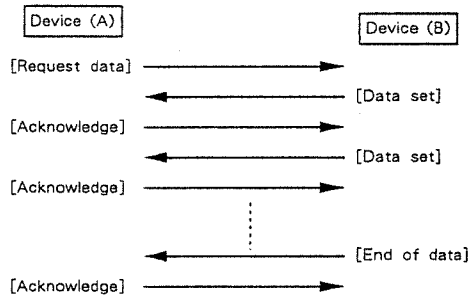 Device (A)
Device (B)
[Request data]
[Data set]
[Acknowledge]
[Data set]
[Acknowledge]
[End of data]
[Acknowledge]